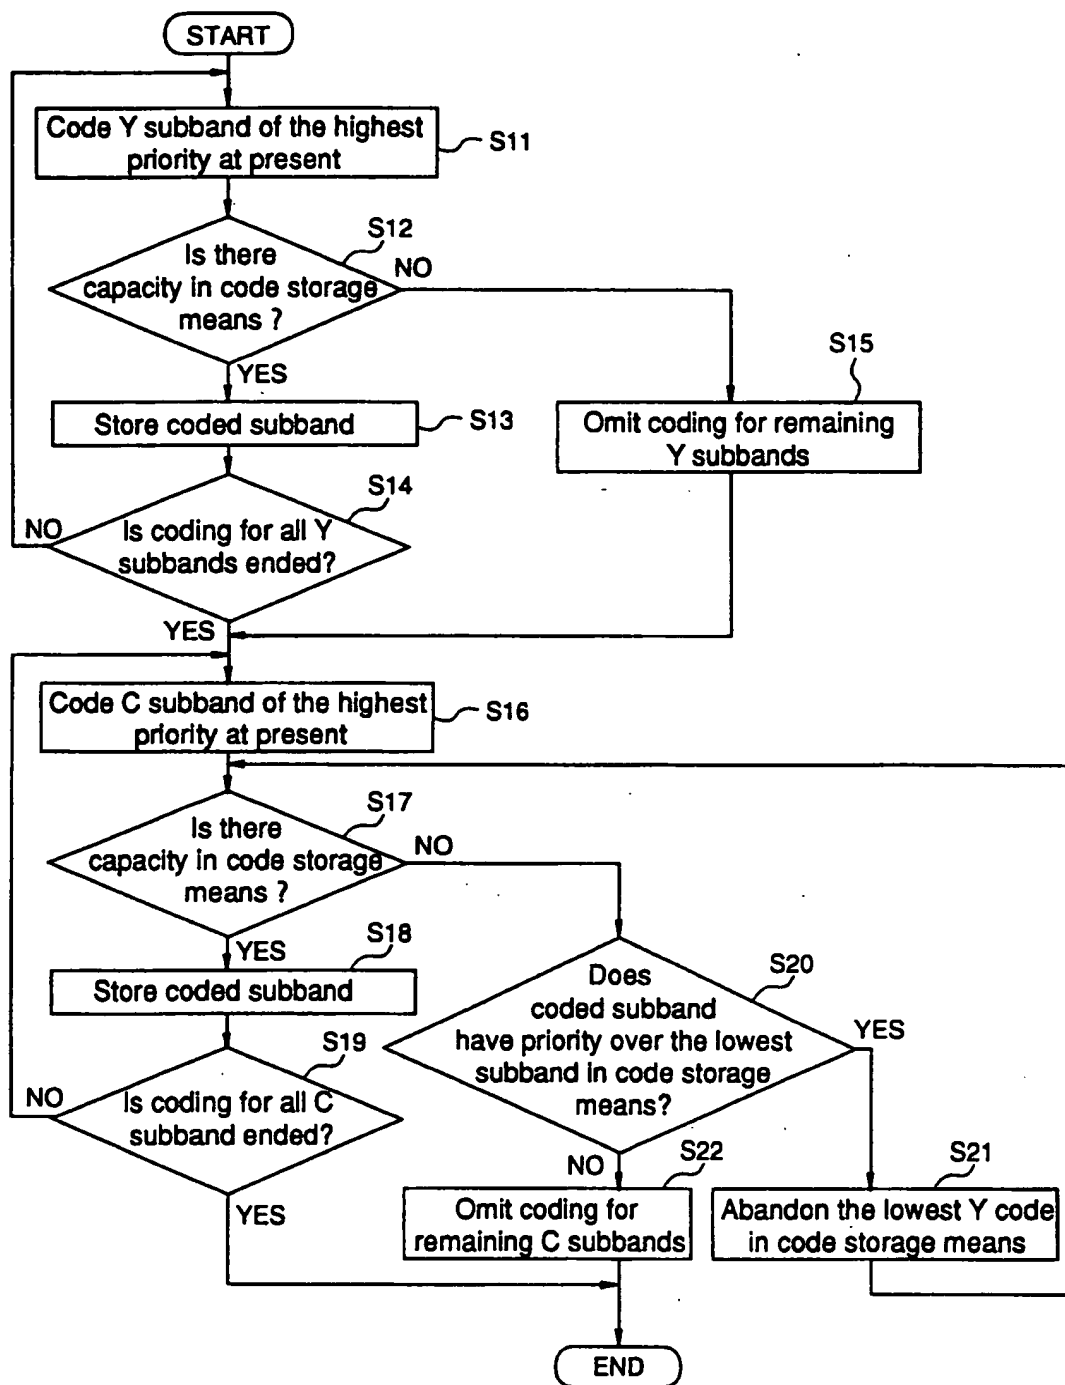 START
Code Y subband of the highest
priority at present
S11
S12
Is there
capacity in code storage
means ?
NO
YES
S15
Store coded subband
S13
Omit coding for remaining
Y subbands
S14
NO
Is coding for all Y
subbands ended?
YES
Code C subband of the highest
priority at present
S16
S17
Is there
capacity in code storage
means ?
NO
YES
S18
Store coded subband
S20
Does
coded subband
have priority over the lowest
subband in code storage
means?
YES
S19
NO
Is coding for all C
subband ended?
YES
NO
S22
S21
Omit coding for
remaining C subbands
Abandon the lowest Y code
in code storage means
END